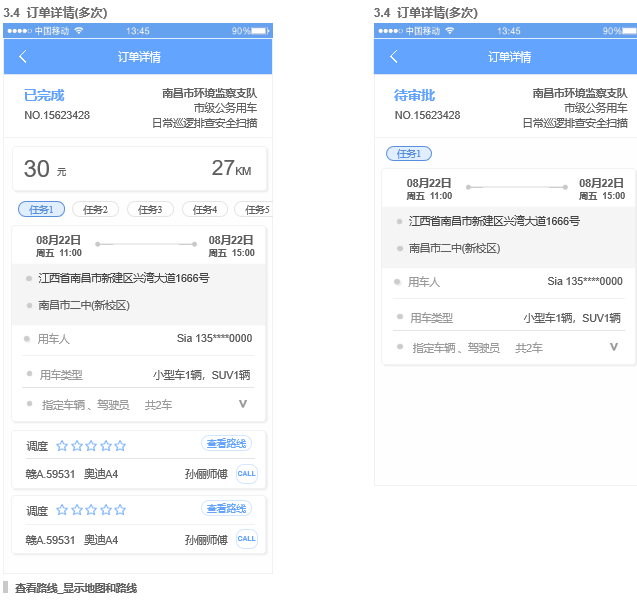 3.4 订单详情(多次)
中国移动 13:45 90%
订单详情
已完成 南昌市环境监察支队
NO.15623428 市级公务用车
日常巡逻排查安全扫描
30 元 27KM
任务1 任务2 任务3 任务4 任务5
08月22日 08月22日
周五 11:00 周五 15:00
江西省南昌市新建区兴湾大道1666号
南昌市二中(新校区)
用车人 Sia 135****0000
用车类型 小型车1辆，SUV1辆
指定车辆、驾驶员 共2车 V
调度 查看路线
赣A.59531 奥迪A4 孙俪师傅 CALL
调度 查看路线
赣A.59531 奥迪A4 孙俪师傅 CALL
查看路线_显示地图和路线
3.4 订单详情(多次)
中国移动 13:45 90%
订单详情
待审批 南昌市环境监察支队
NO.15623428 市级公务用车
日常巡逻排查安全扫描
任务1
08月22日 08月22日
周五 11:00 周五 15:00
江西省南昌市新建区兴湾大道1666号
南昌市二中(新校区)
用车人 Sia 135****0000
用车类型 小型车1辆，SUV1辆
指定车辆、驾驶员 共2车 V